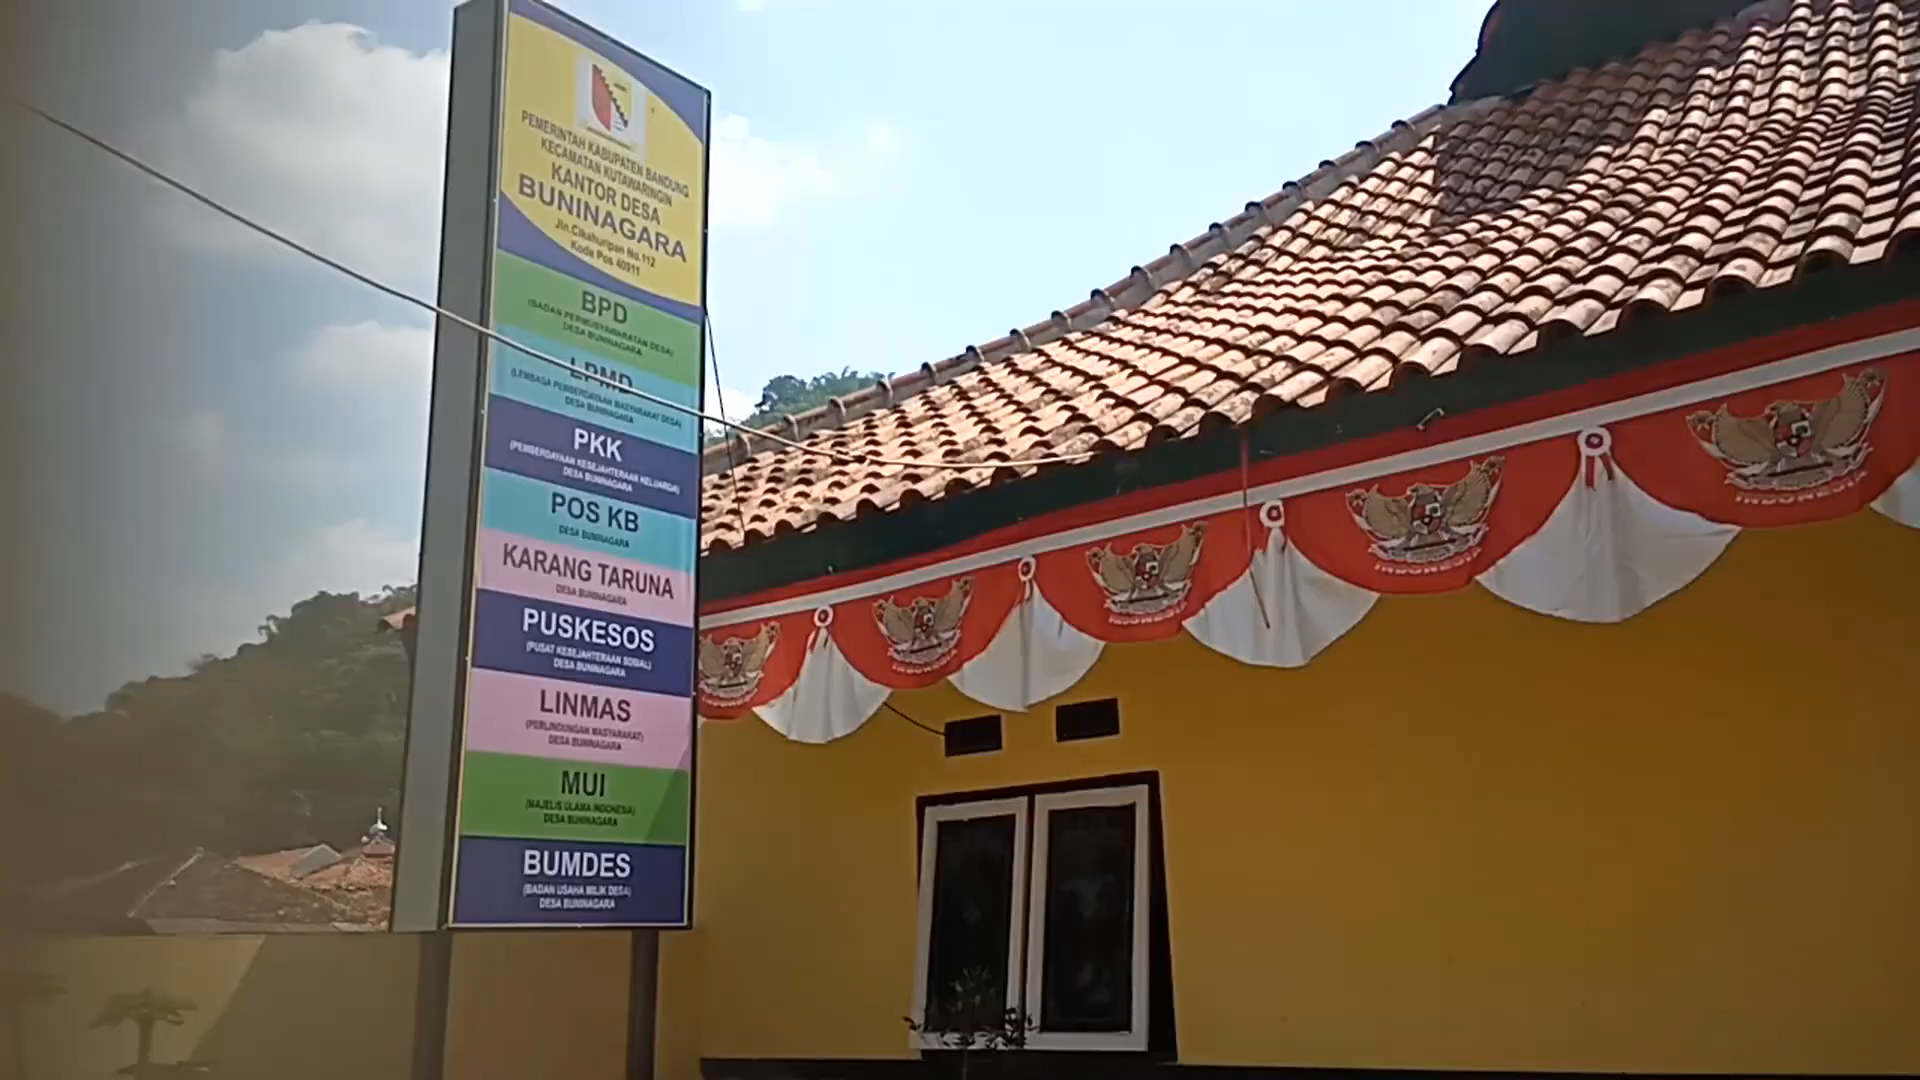 PEMERINTAH KABUPATEN BANDUNG
KECAMATAN KUTAWARINGIN
KANTOR DESA
BUNINAGARA
Jln.Cikahuripan No.112
Kode Pos 40911
BPD
(BADAN PERMUSYAWARATAN DESA)
DESA BUNINAGARA
LPMD
(LEMBAGA PEMBERDAYAAN MASYARAKAT DESA)
DESA BUNINAGARA
PKK
(PEMBERDAYAAN KESEJAHTERAAN KELUARGA)
DESA BUNINAGARA
POS KB
DESA BUNINAGARA
KARANG TARUNA
DESA BUNINAGARA
PUSKESOS
(PUSAT KESEJAHTERAAN SOSIAL)
DESA BUNINAGARA
LINMAS
(PERLINDUNGAN MASYARAKAT)
DESA BUNINAGARA
MUI
(MAJELIS ULAMA INDONESIA)
DESA BUNINAGARA
BUMDES
(BADAN USAHA MILIK DESA)
DESA BUNINAGARA
INDONESIA
INDONESIA
INDONESIA
INDONESIA
INDONESIA